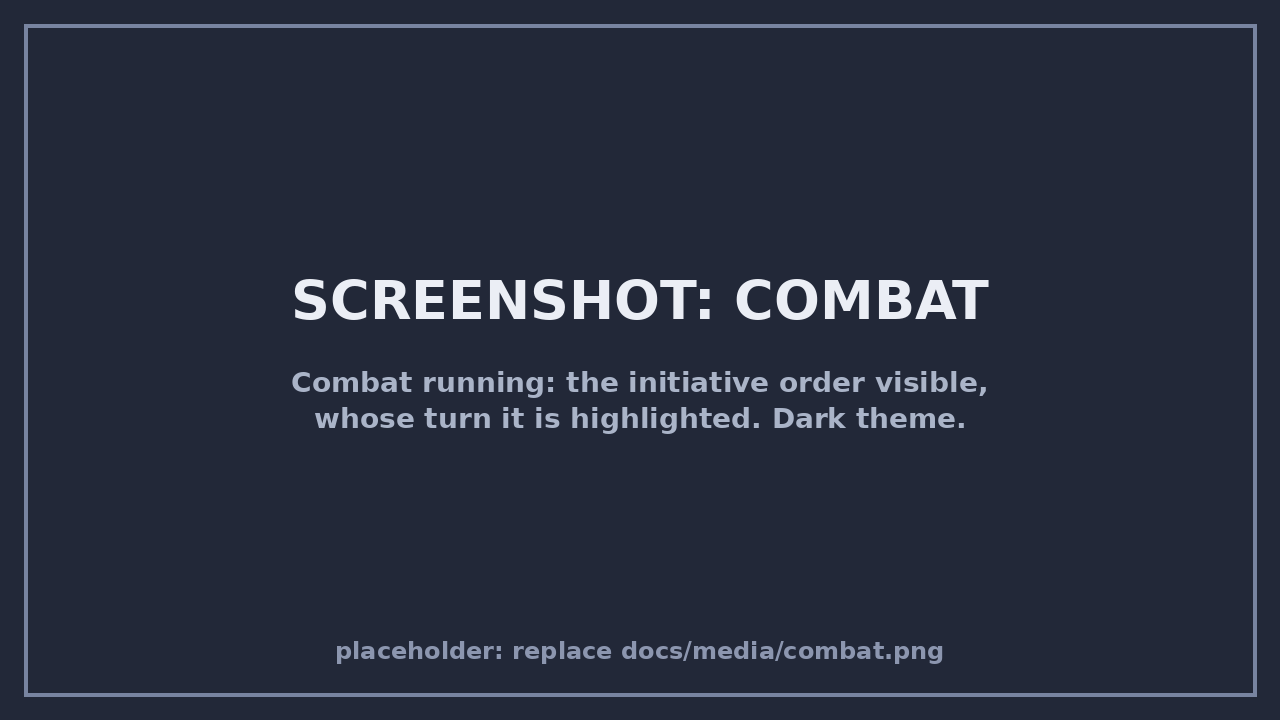 SCREENSHOT: COMBAT
Combat running: the initiative order visible,
whose turn it is highlighted. Dark theme.
placeholder: replace docs/media/combat.png